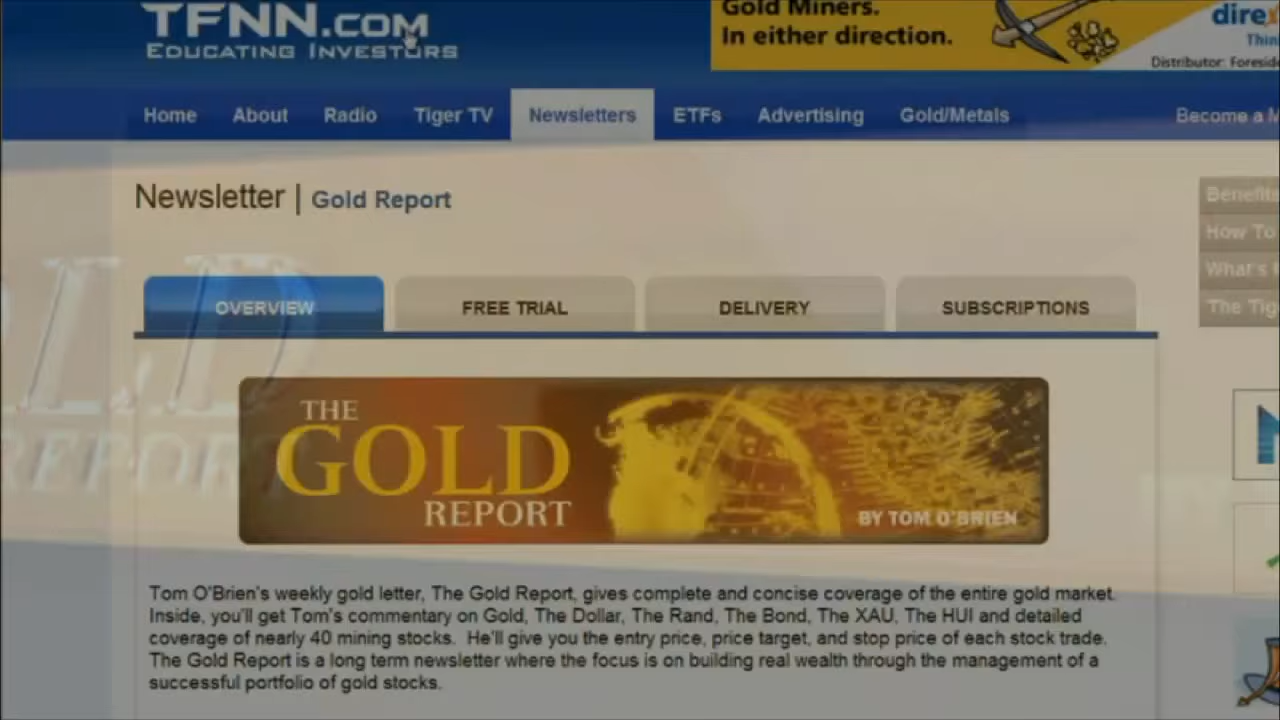 TFNN.COM
EDUCATING INVESTORS
Gold Miners.
In either direction.
Distributor:
Home About Radio Tiger TV Newsletters ETFs Advertising Gold/Metals Become a
Newsletter | Gold Report
Benefits
How To
What's
The
OVERVIEW FREE TRIAL DELIVERY SUBSCRIPTIONS
THE
GOLD
REPORT
BY TOM O'BRIEN
Tom O'Brien's weekly gold letter, The Gold Report, gives complete and concise coverage of the entire gold market.
Inside, you'll get Tom's commentary on Gold, The Dollar, The Rand, The Bond, The XAU, The HUI and detailed
coverage of nearly 40 mining stocks. He'll give you the entry price, price target, and stop price of each stock trade.
The Gold Report is a long term newsletter where the focus is on building real wealth through the management of a
successful portfolio of gold stocks.